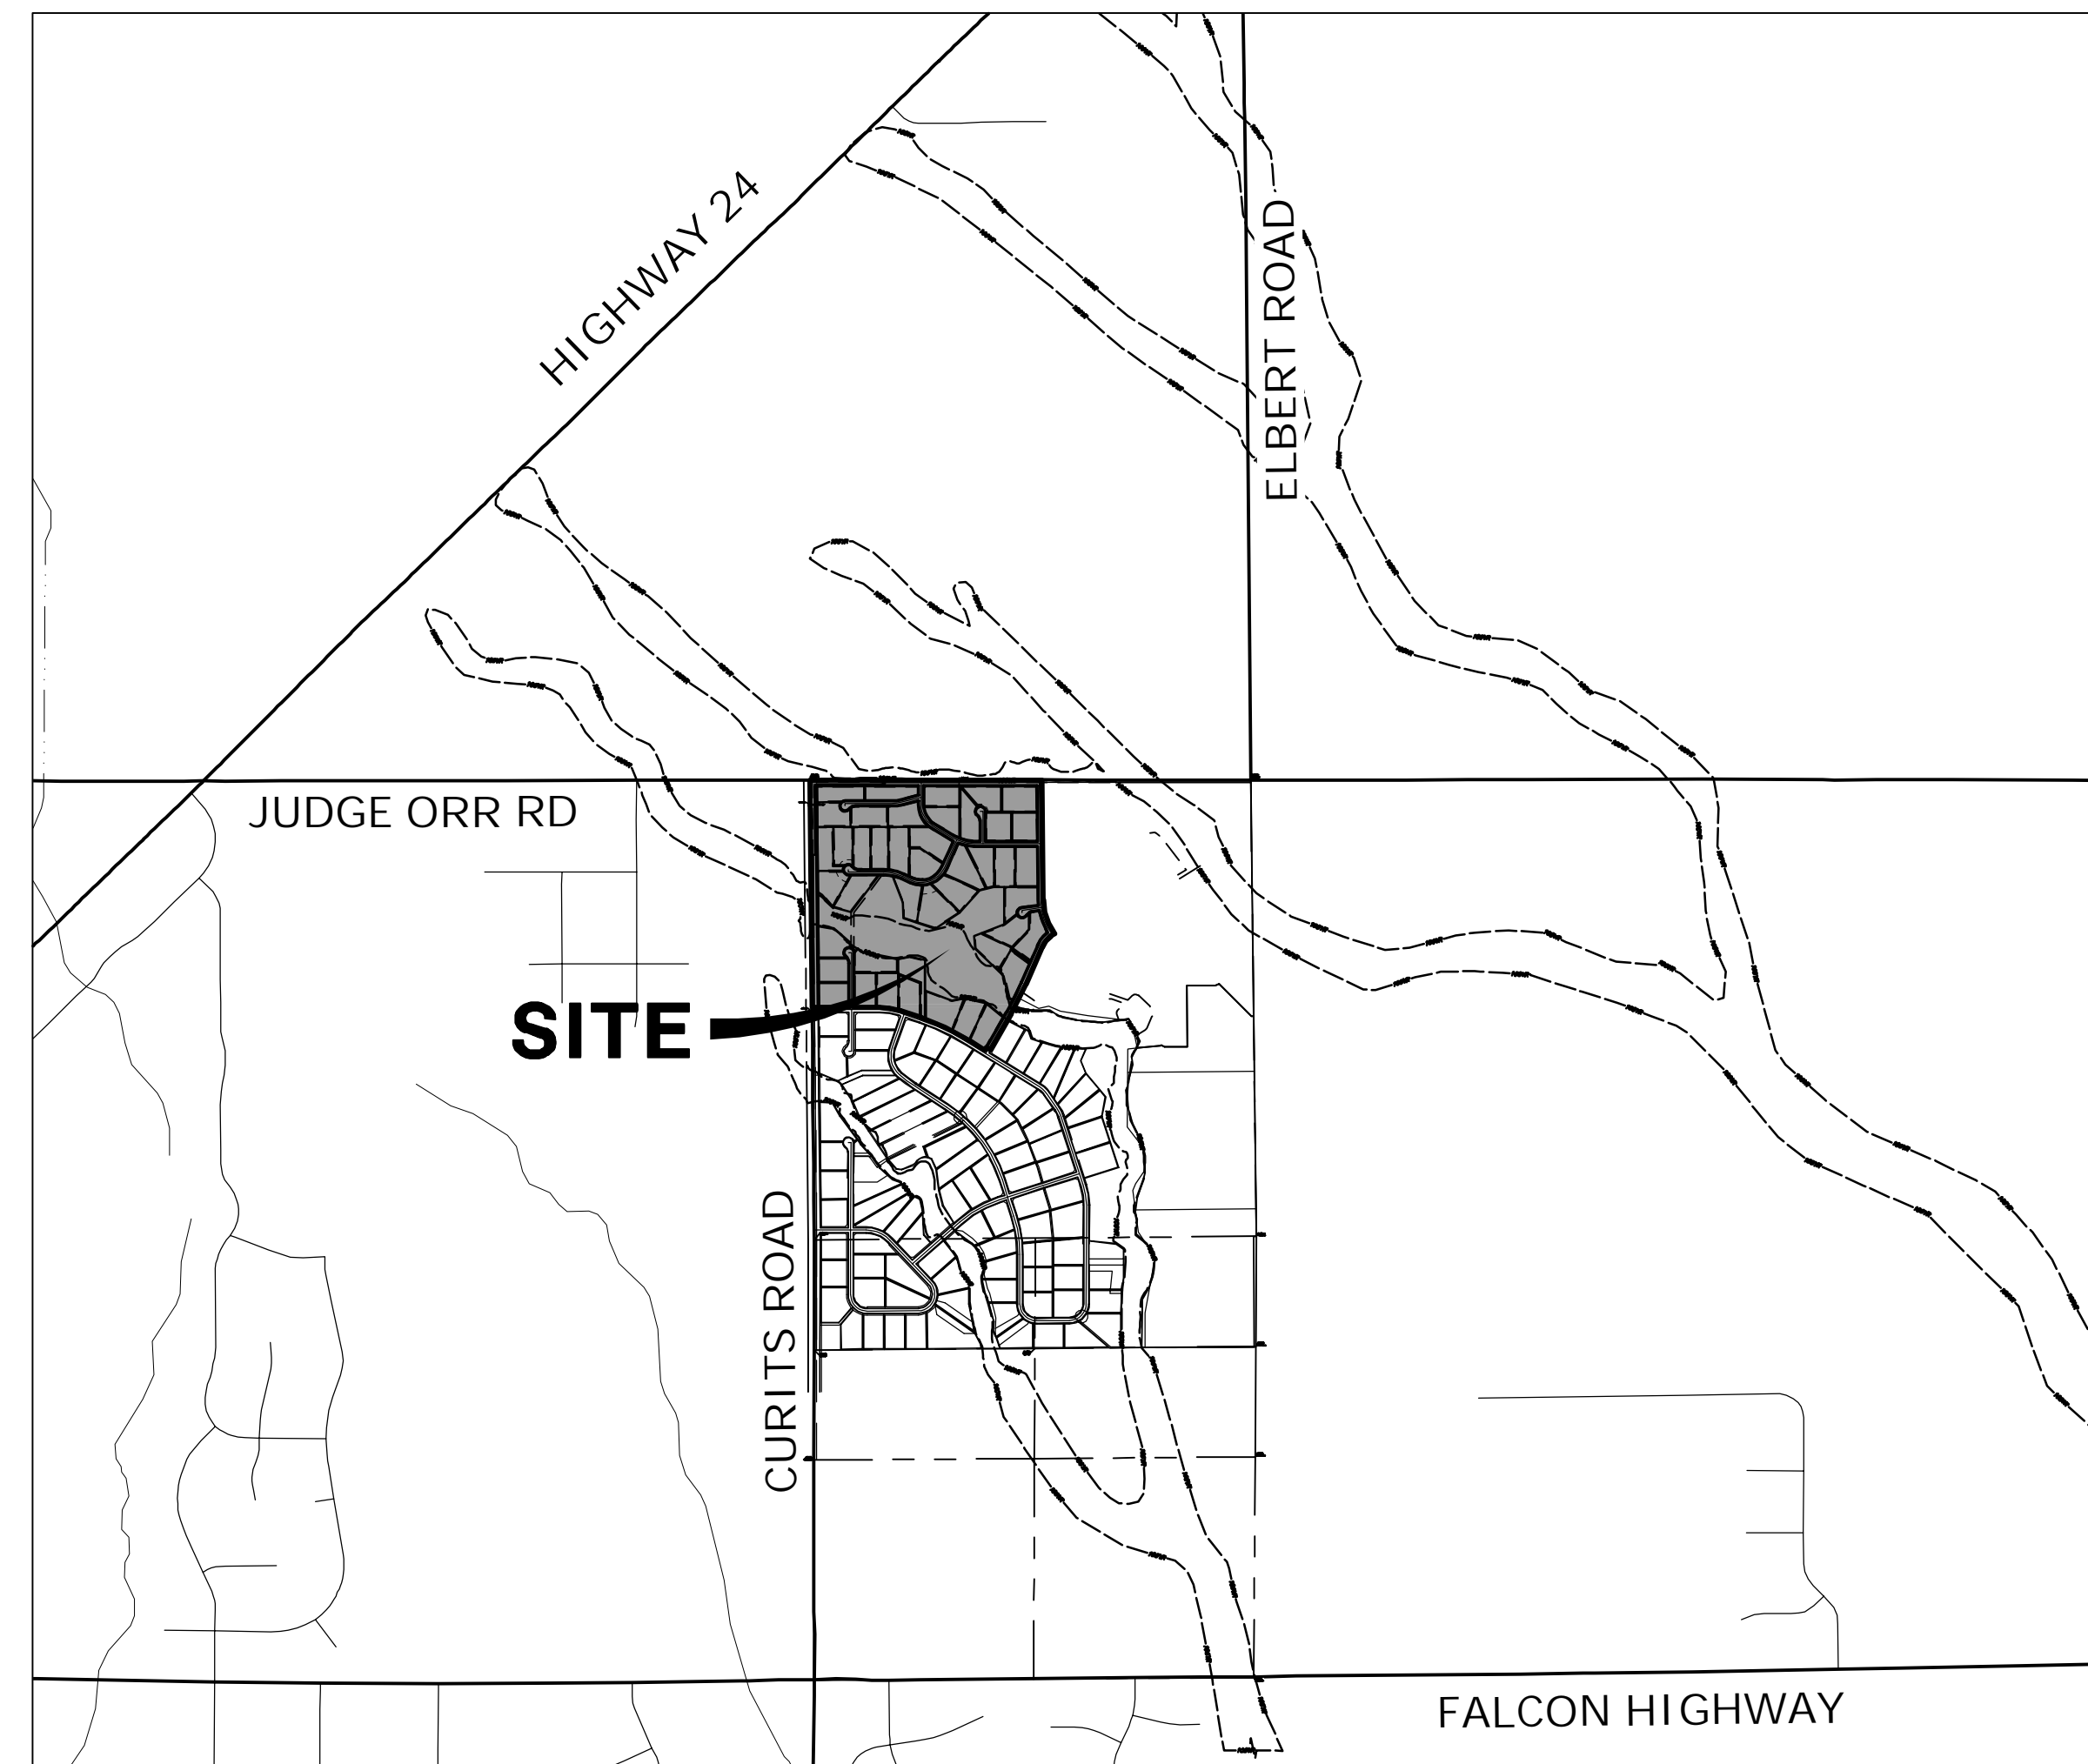 HIGHWAY 24
ELBERT ROAD
JUDGE ORR RD
SITE
CURITS ROAD
FALCON HIGHWAY